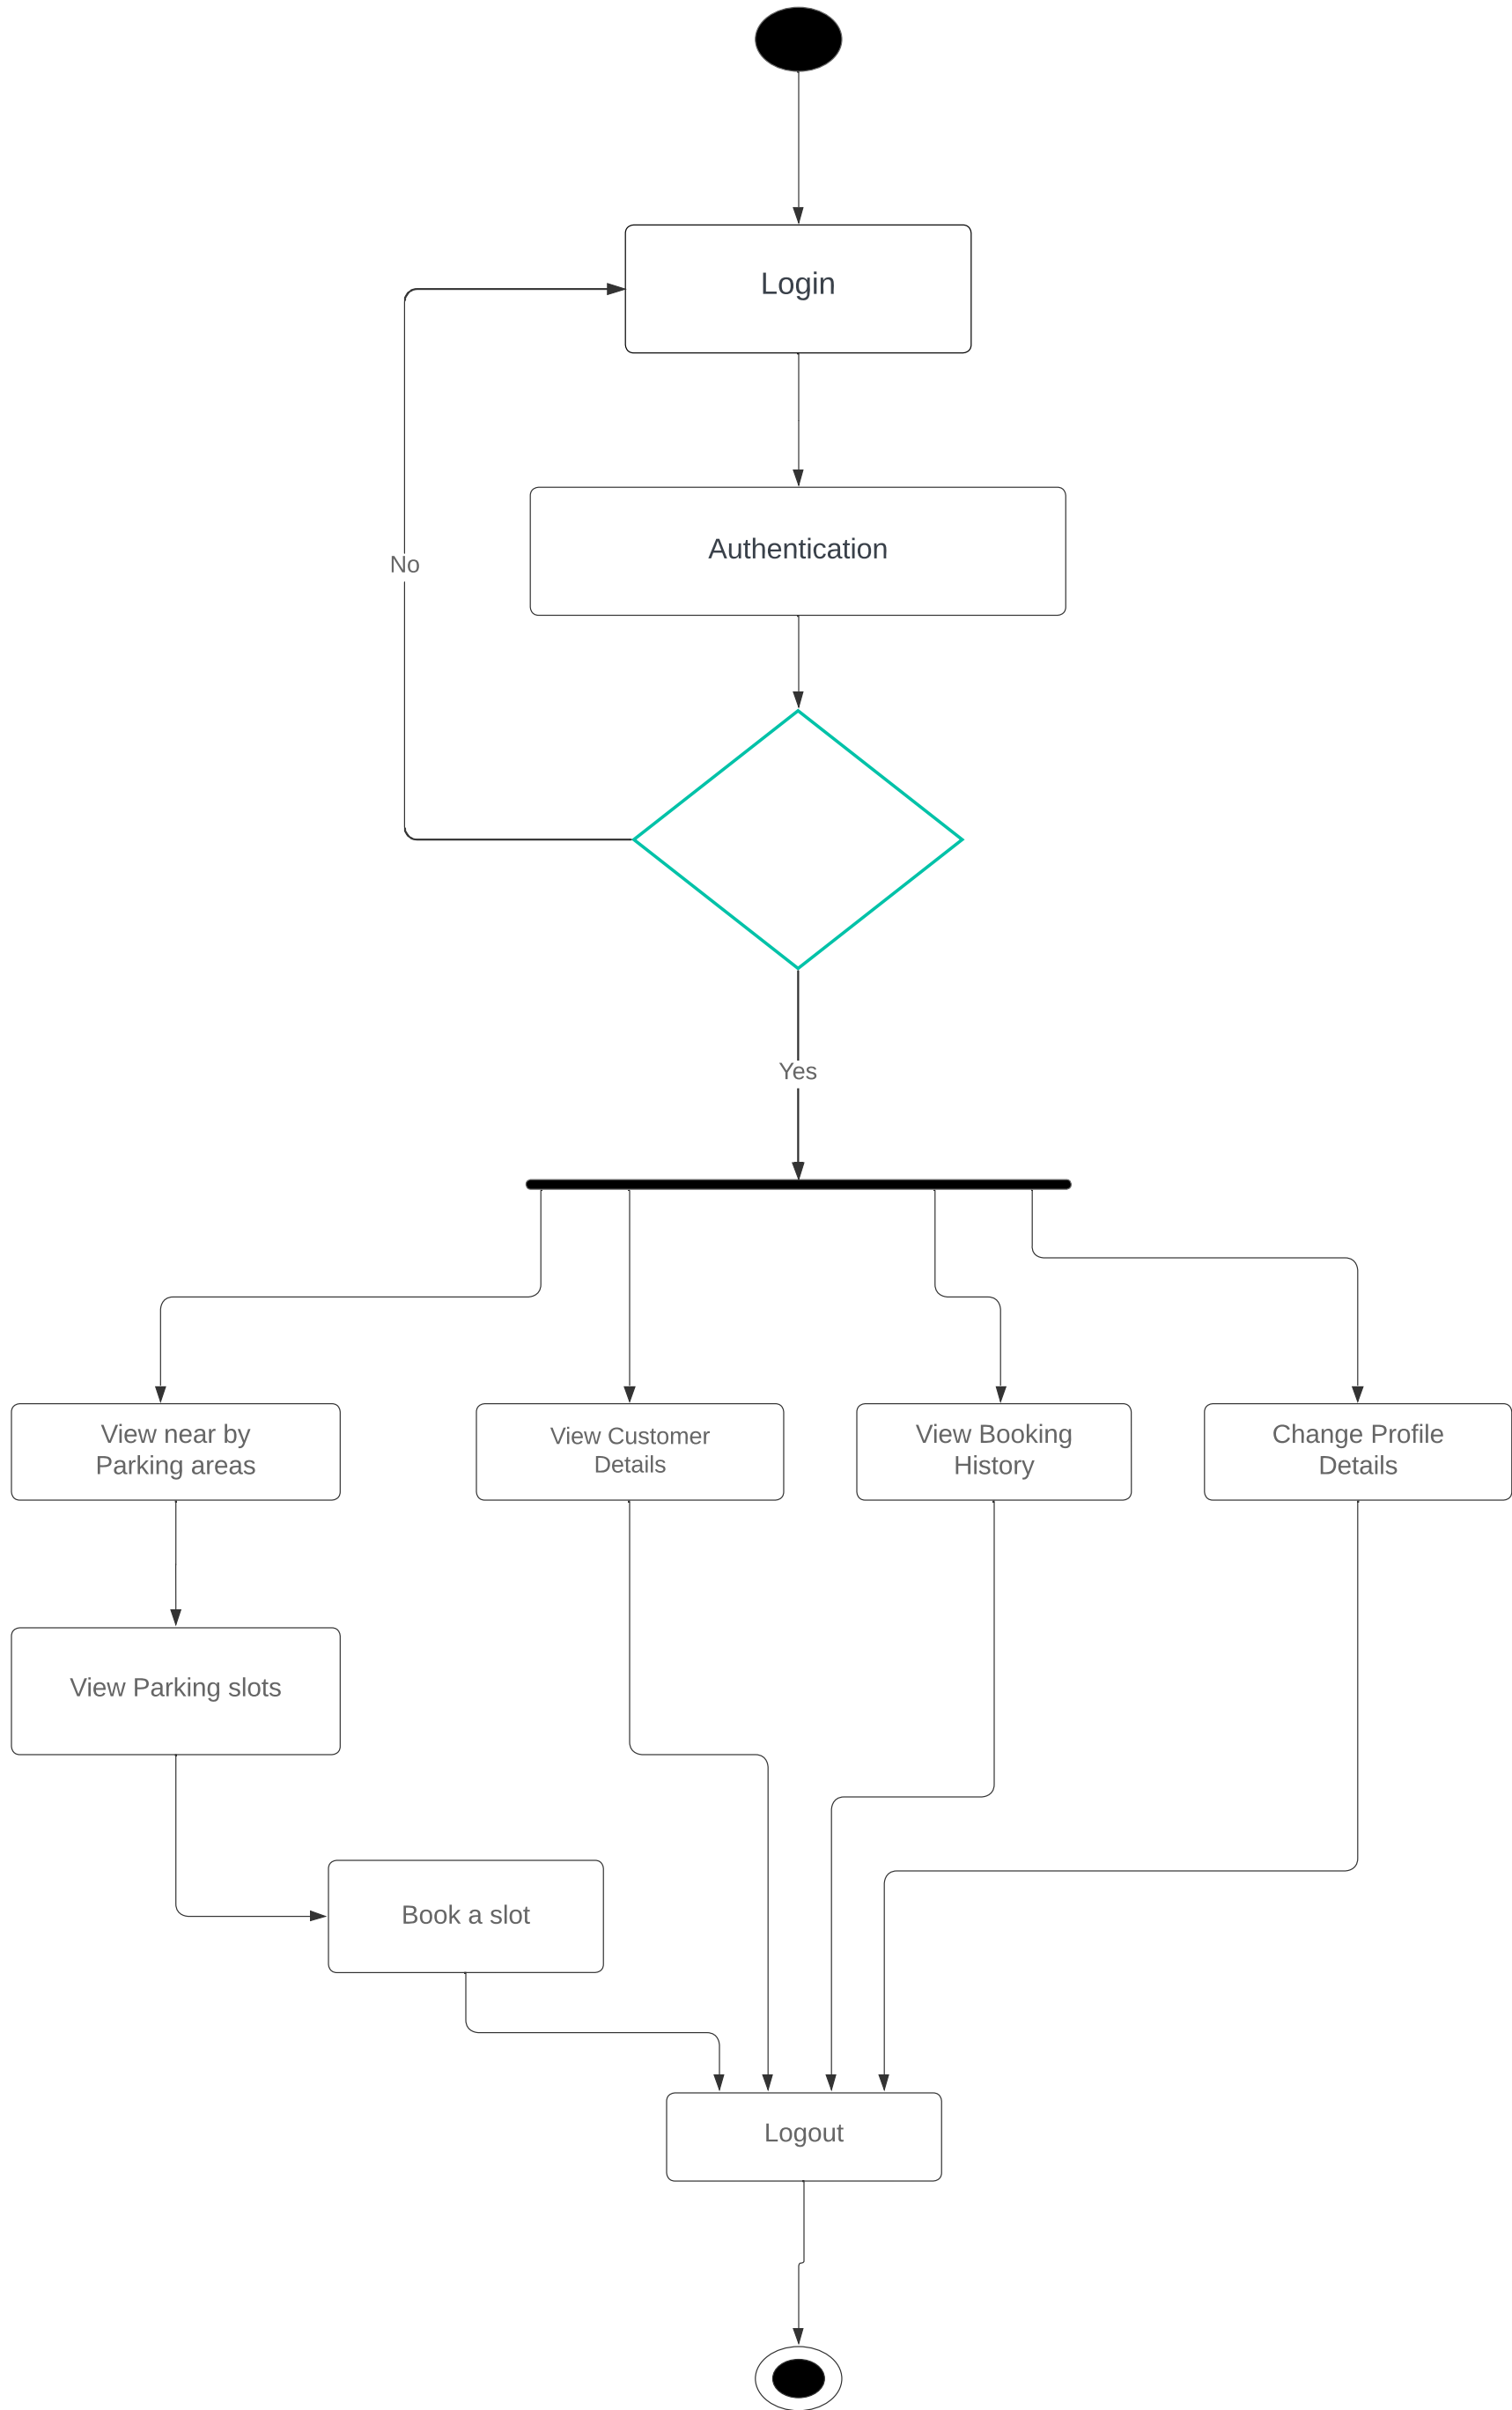 Login
Authentication
No
Yes
View near by
Parking areas
View Customer
Details
View Booking
History
Change Profile
Details
View Parking slots
Book a slot
Logout